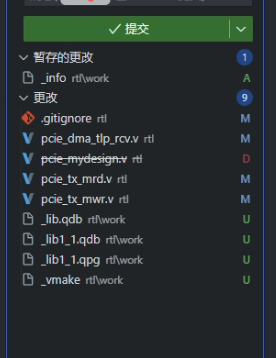 提交
暂存的更改 1
_info rtl\work A
更改 9
.gitignore rtl M
pcie_dma_tlp_rcv.v rtl M
pcie_mydesign.v rtl D
pcie_tx_mrd.v rtl M
pcie_tx_mwr.v rtl M
_lib.qdb rtl\work U
_lib1_1.qdb rtl\work U
_lib1_1.qpg rtl\work U
_vmake rtl\work U